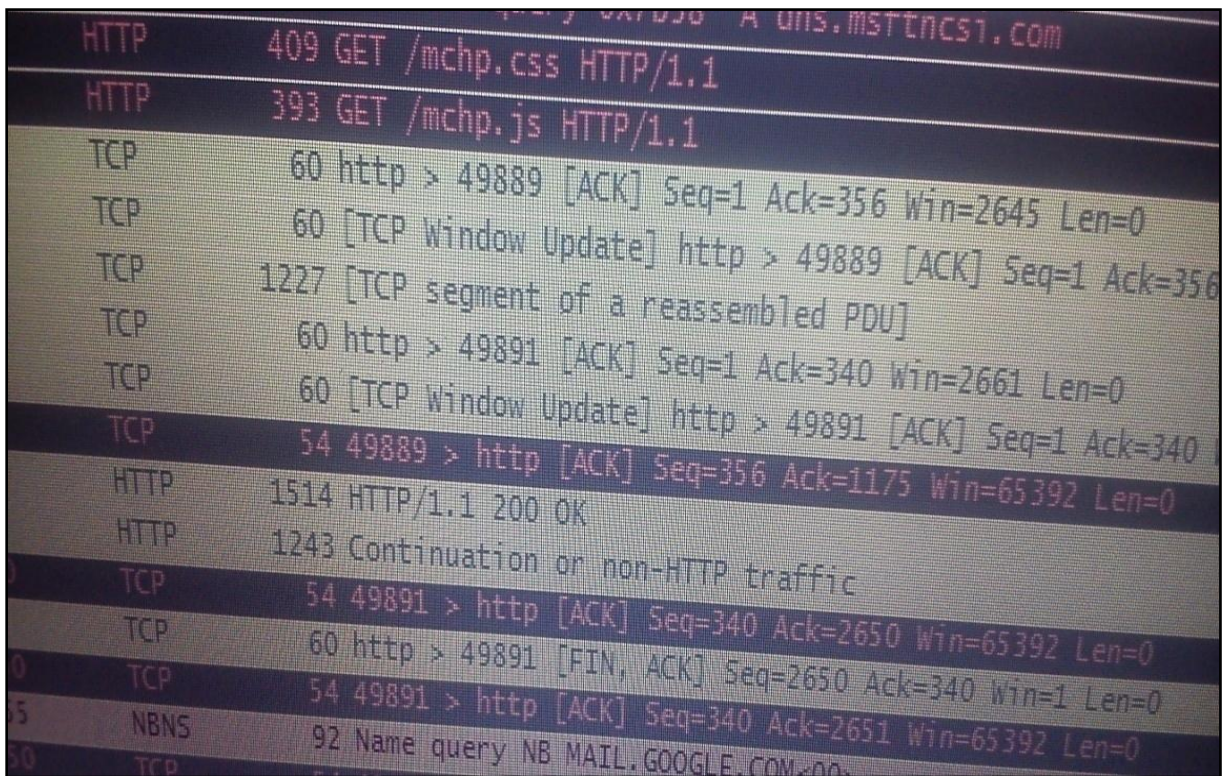 query A dns.msftncsi.com
HTTP 409 GET /mchp.css HTTP/1.1
HTTP 393 GET /mchp.js HTTP/1.1
TCP 60 http > 49889 [ACK] Seq=1 Ack=356 Win=2645 Len=0
TCP 60 [TCP Window Update] http > 49889 [ACK] Seq=1 Ack=356
TCP 1227 [TCP segment of a reassembled PDU]
TCP 60 http > 49891 [ACK] Seq=1 Ack=340 Win=2661 Len=0
TCP 60 [TCP Window Update] http > 49891 [ACK] Seq=1 Ack=340
TCP 54 49889 > http [ACK] Seq=356 Ack=1175 Win=65392 Len=0
HTTP 1514 HTTP/1.1 200 OK
HTTP 1243 Continuation or non-HTTP traffic
TCP 54 49891 > http [ACK] Seq=340 Ack=2650 Win=65392 Len=0
TCP 60 http > 49891 [FIN, ACK] Seq=2650 Ack=340 Win=1 Len=0
TCP 54 49891 > http [ACK] Seq=340 Ack=2651 Win=65392 Len=0
NBNS 92 Name query NB MAIL.GOOGLE.COM<00>
TCP